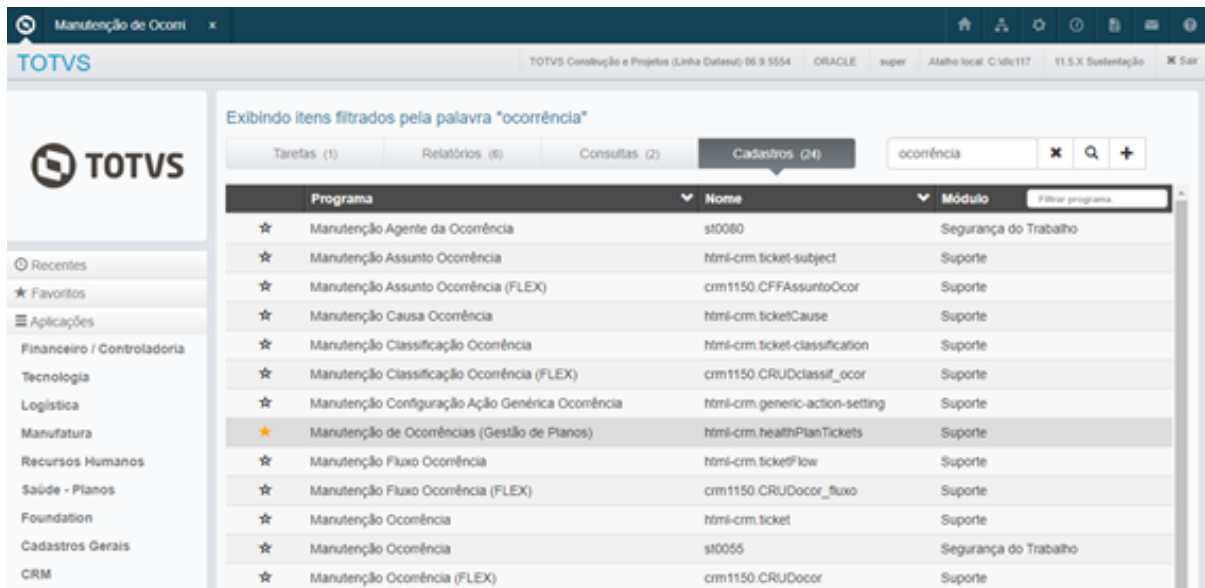 Manutenção de Ocorri x
TOTVS
TOTVS Construção e Projetos (Linha Datasul) 06.9.5554 ORACLE super Atalho local: C:\dlc117 11.5.X Sustentação Sair
TOTVS
Exibindo itens filtrados pela palavra "ocorrência"
Tarefas (1) Relatórios (6) Consultas (2) Cadastros (24) ocorrência
Programa Nome Módulo Filtrar programa
Manutenção Agente da Ocorrência st0080 Segurança do Trabalho
Manutenção Assunto Ocorrência html-crm.ticket-subject Suporte
Manutenção Assunto Ocorrência (FLEX) crm1150.CFFAssuntoOcor Suporte
Manutenção Causa Ocorrência html-crm.ticketCause Suporte
Manutenção Classificação Ocorrência html-crm.ticket-classification Suporte
Manutenção Classificação Ocorrência (FLEX) crm1150.CRUDclassif_ocor Suporte
Manutenção Configuração Ação Genérica Ocorrência html-crm.generic-action-setting Suporte
Manutenção de Ocorrências (Gestão de Planos) html-crm.healthPlanTickets Suporte
Manutenção Fluxo Ocorrência html-crm.ticketFlow Suporte
Manutenção Fluxo Ocorrência (FLEX) crm1150.CRUDocor_fluxo Suporte
Manutenção Ocorrência html-crm.ticket Suporte
Manutenção Ocorrência st0055 Segurança do Trabalho
Manutenção Ocorrência (FLEX) crm1150.CRUDocor Suporte
Recentes
Favoritos
Aplicações
Financeiro / Controladoria
Tecnologia
Logística
Manufatura
Recursos Humanos
Saúde - Planos
Foundation
Cadastros Gerais
CRM